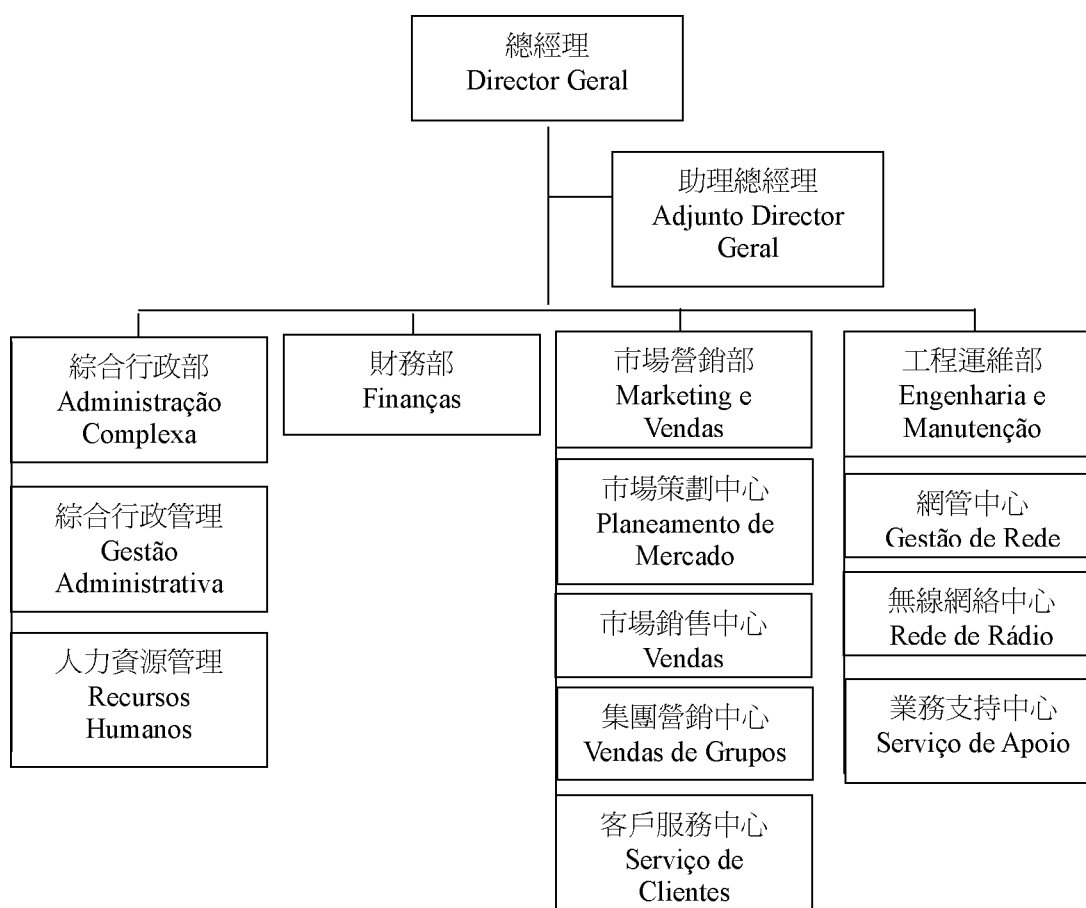 總經理
Director Geral
助理總經理
Adjunto Director
Geral
綜合行政部
Administração
Complexa
財務部
Finanças
市場營銷部
Marketing e
Vendas
工程運維部
Engenharia e
Manutenção
綜合行政管理
Gestão
Administrativa
人力資源管理
Recursos
Humanos
市場策劃中心
Planeamento de
Mercado
市場銷售中心
Vendas
集團營銷中心
Vendas de Grupos
客戶服務中心
Serviço de
Clientes
網管中心
Gestão de Rede
無線網絡中心
Rede de Rádio
業務支持中心
Serviço de Apoio